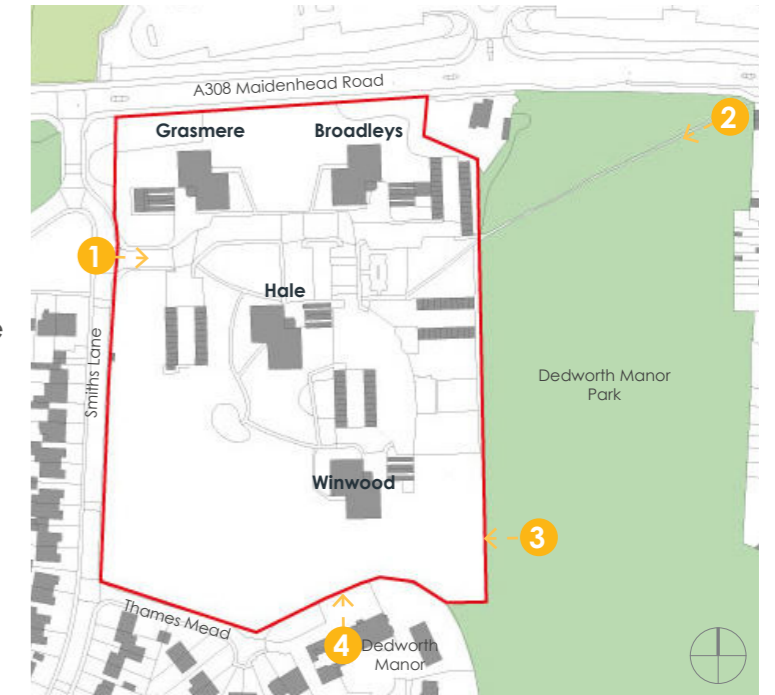 A308 Maidenhead Road
Grasmere
Broadleys
2
1
Hale
e
Smiths Lane
Dedworth Manor
Park
Winwood
3
Thames Mead
4
Dedworth
Manor